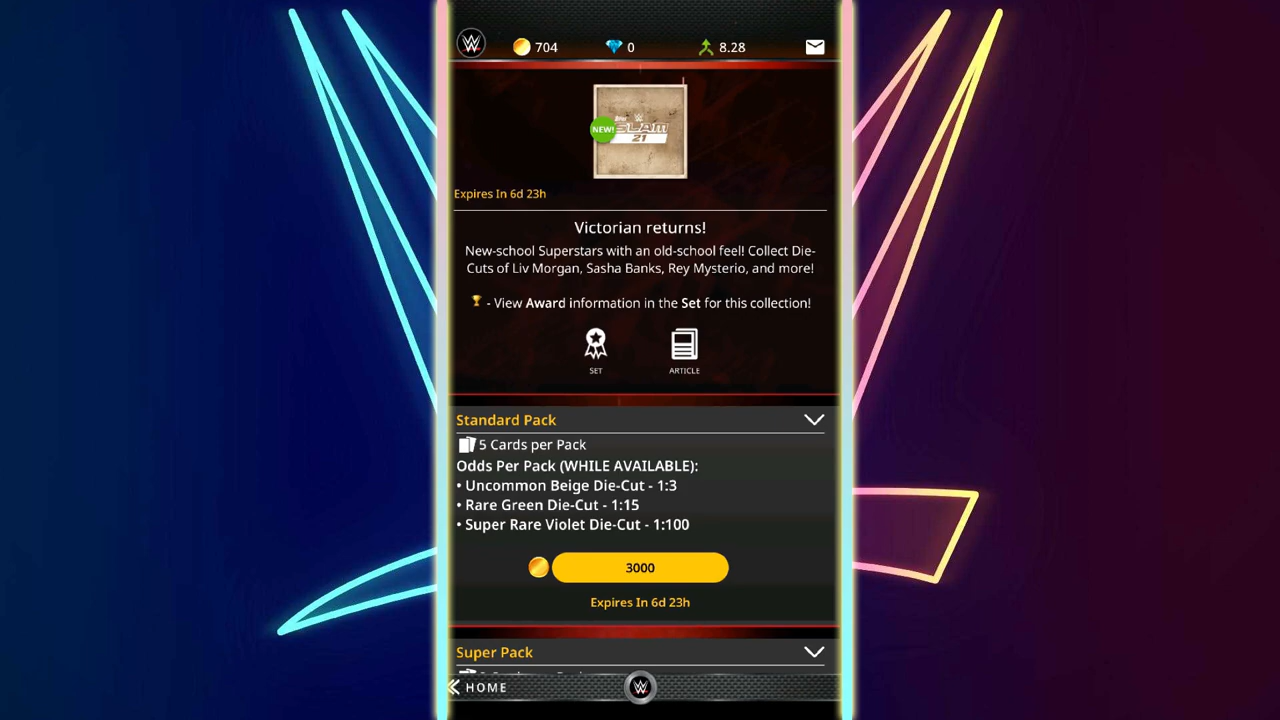 704
0
8.28
NEW!
Topps
SLAM
21
Expires In 6d 23h
Victorian returns!
New-school Superstars with an old-school feel! Collect Die-
Cuts of Liv Morgan, Sasha Banks, Rey Mysterio, and more!
- View Award information in the Set for this collection!
SET
ARTICLE
Standard Pack
5 Cards per Pack
Odds Per Pack (WHILE AVAILABLE):
• Uncommon Beige Die-Cut - 1:3
• Rare Green Die-Cut - 1:15
• Super Rare Violet Die-Cut - 1:100
3000
Expires In 6d 23h
Super Pack
HOME